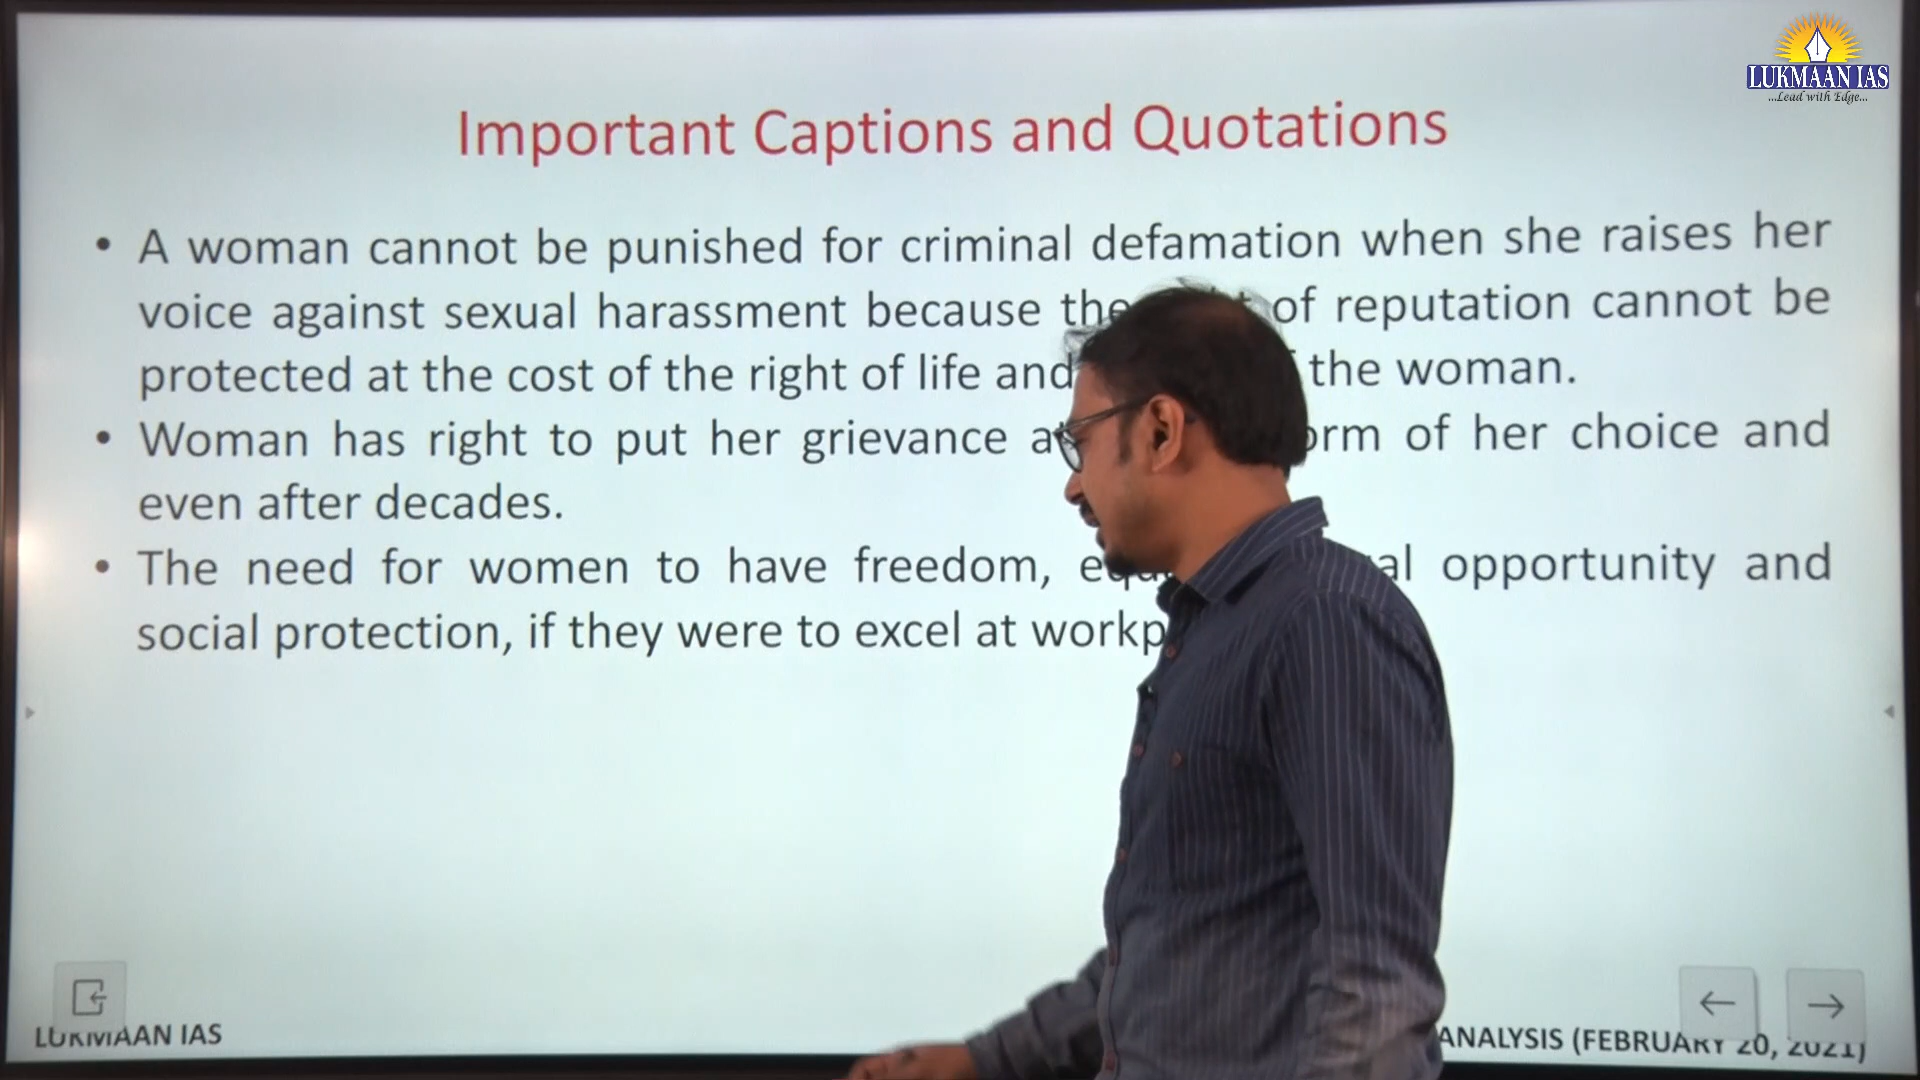 LUKMAAN IAS
...Lead with Edge...
Important Captions and Quotations
• A woman cannot be punished for criminal defamation when she raises her
voice against sexual harassment because the of reputation cannot be
protected at the cost of the right of life and the woman.
• Woman has right to put her grievance of her choice and
even after decades.
• The need for women to have freedom, opportunity and
social protection, if they were to excel at
LUKMAAN IAS
ANALYSIS (FEBRUARY 20, 2021)